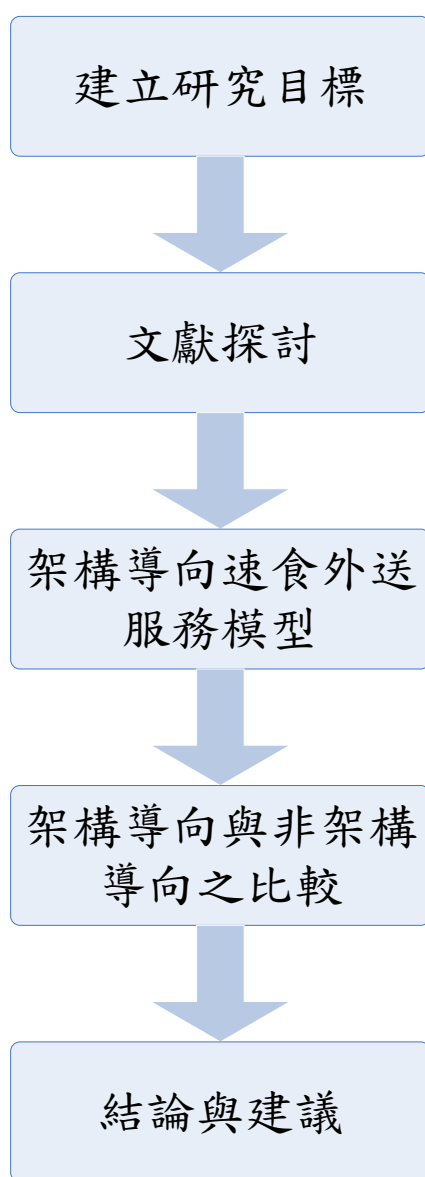 建立研究目標
文獻探討
架構導向速食外送
服務模型
架構導向與非架構
導向之比較
結論與建議